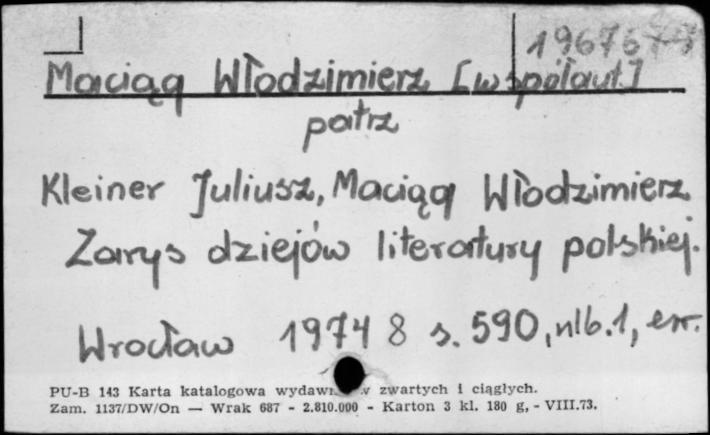 196767
Maciąg Włodzimierz [współaut.]
patrz
Kleiner Juliusz, Maciąg Włodzimierz
Zarys dziejów literatury polskiej.
Wrocław 1974 8 s. 590, nlb. 1, err.
PU-B 143 Karta katalogowa wydawn v zwartych i ciągłych.
Zam. 1137/DW/On — Wrak 687 - 2.810.000 - Karton 3 kl. 180 g, - VIII.73.